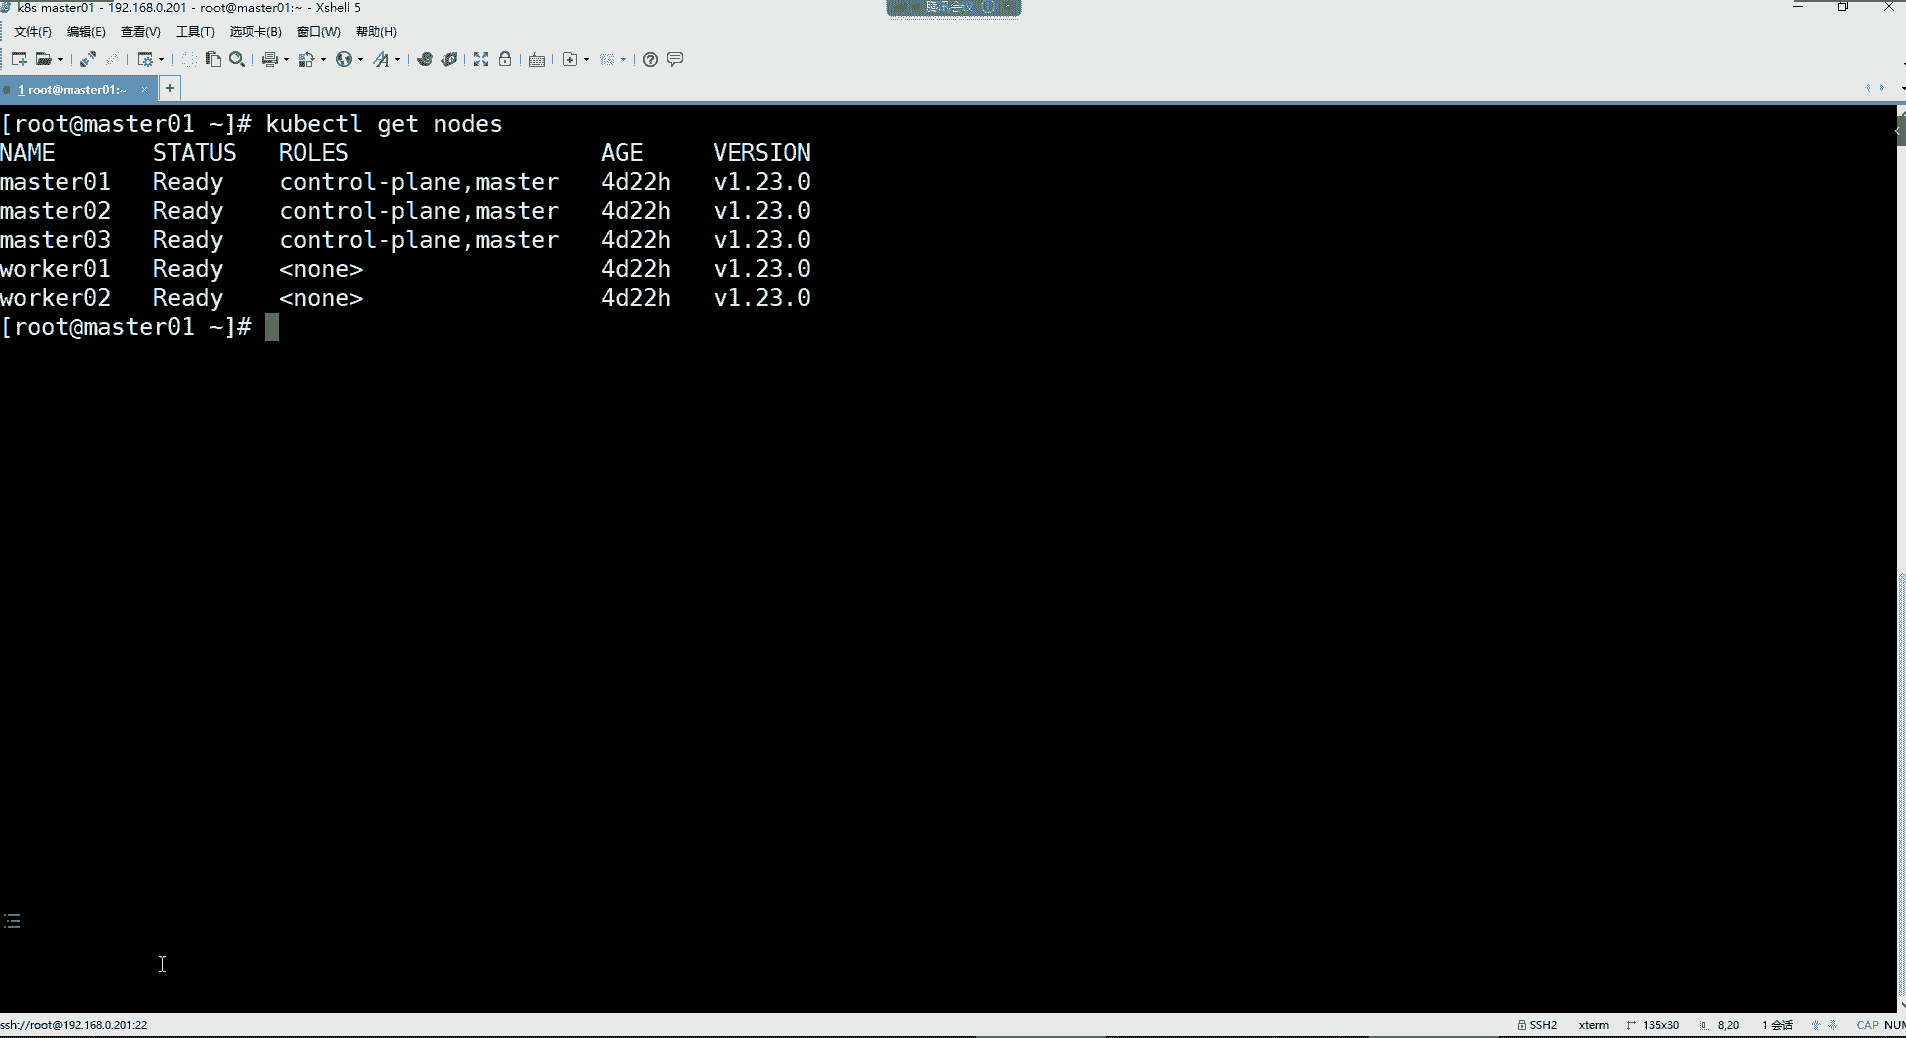 k8s master01 - 192.168.0.201 - root@master01:~ - Xshell 5
腾讯会议
文件(F) 编辑(E) 查看(V) 工具(T) 选项卡(B) 窗口(W) 帮助(H)
1 root@master01:~ × +
[root@master01 ~]# kubectl get nodes
NAME STATUS ROLES AGE VERSION
master01 Ready control-plane,master 4d22h v1.23.0
master02 Ready control-plane,master 4d22h v1.23.0
master03 Ready control-plane,master 4d22h v1.23.0
worker01 Ready <none> 4d22h v1.23.0
worker02 Ready <none> 4d22h v1.23.0
[root@master01 ~]#
ssh://root@192.168.0.201:22 SSH2 xterm 135x30 8,20 1 会话 CAP NUM